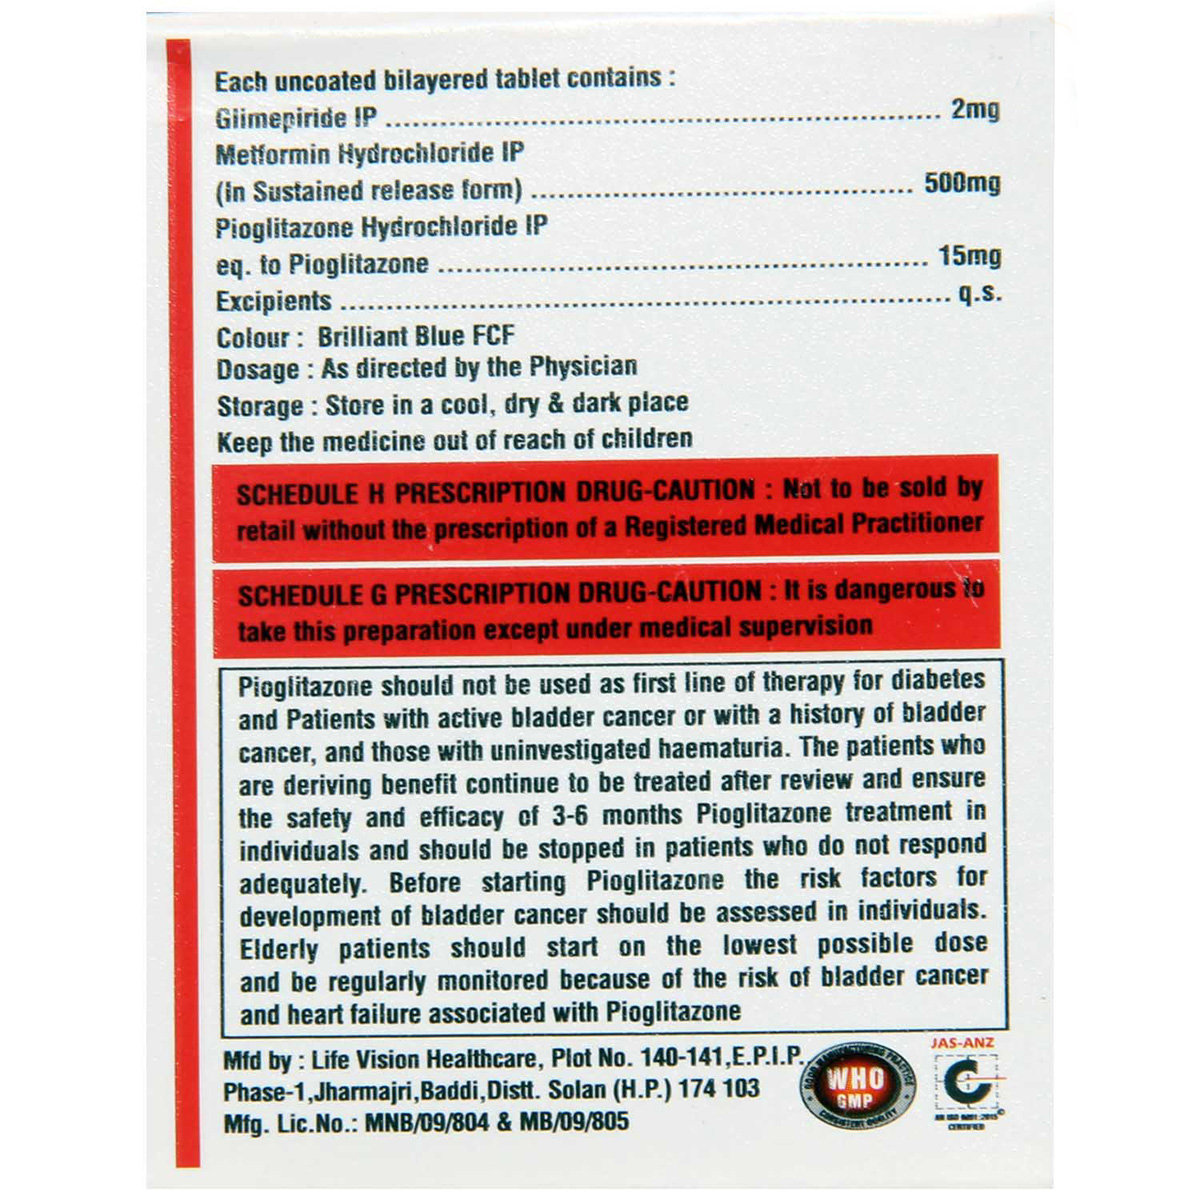 Each uncoated bilayered tablet contains :
Glimepiride IP ........................................................ 2mg
Metformin Hydrochloride IP
(In Sustained release form) ....................................... 500mg
Pioglitazone Hydrochloride IP
eq. to Pioglitazone .................................................. 15mg
Excipients .............................................................. q.s.
Colour : Brilliant Blue FCF
Dosage : As directed by the Physician
Storage : Store in a cool, dry & dark place
Keep the medicine out of reach of children
SCHEDULE H PRESCRIPTION DRUG-CAUTION : Not to be sold by
retail without the prescription of a Registered Medical Practitioner
SCHEDULE G PRESCRIPTION DRUG-CAUTION : It is dangerous to
take this preparation except under medical supervision
Pioglitazone should not be used as first line of therapy for diabetes
and Patients with active bladder cancer or with a history of bladder
cancer, and those with uninvestigated haematuria. The patients who
are deriving benefit continue to be treated after review and ensure
the safety and efficacy of 3-6 months Pioglitazone treatment in
individuals and should be stopped in patients who do not respond
adequately. Before starting Pioglitazone the risk factors for
development of bladder cancer should be assessed in individuals.
Elderly patients should start on the lowest possible dose
and be regularly monitored because of the risk of bladder cancer
and heart failure associated with Pioglitazone
Mfd by : Life Vision Healthcare, Plot No. 140-141,E.P.I.P.,
Phase-1,Jharmajri,Baddi,Distt. Solan (H.P.) 174 103
Mfg. Lic.No.: MNB/09/804 & MB/09/805
GOOD MANUFACTURING PRACTICE
WHO
GMP
CONSISTENT QUALITY
JAS-ANZ
C
AN ISO 9001:2015
CERTIFIED